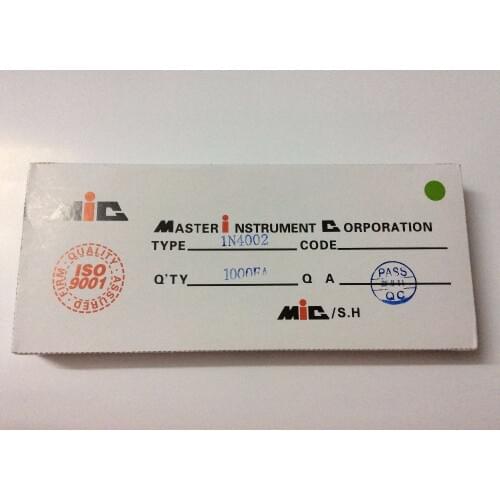 MiC
MASTER INSTRUMENT CORPORATION
TYPE 1N4002 CODE
Q'TY 1000EA Q A
PASS
QC
MiC/S.H
FIRM·QUALITY·ASSURED
ISO
9001